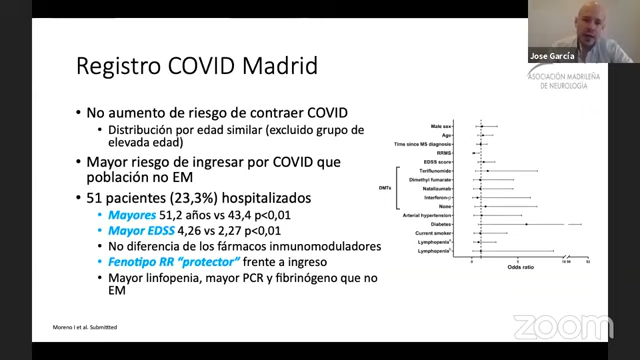 Registro COVID Madrid
Jose García
ASOCIACIÓN MADRILEÑA
DE NEUROLOGÍA
• No aumento de riesgo de contraer COVID
• Distribución por edad similar (excluido grupo de
elevada edad)
• Mayor riesgo de ingresar por COVID que
población no EM
• 51 pacientes (23,3%) hospitalizados
• Mayores 51,2 años vs 43,4 p<0,01
• Mayor EDSS 4,26 vs 2,27 p<0,01
• No diferencia de los fármacos inmunomoduladores
• Fenotipo RR “protector” frente a ingreso
• Mayor linfopenia, mayor PCR y fibrinógeno que no
EM
Male sex
Age
Time since MS diagnosis
RRMS
EDSS score
Teriflunomide
Dimethyl fumarate
DMTs
Natalizumab
Interferon-
None
Arterial hypertension
Diabetes
Current smoker
Lymphopenia
Lymphopenia
0 5
Odds ratio
Moreno I et al. Submittted
zoom